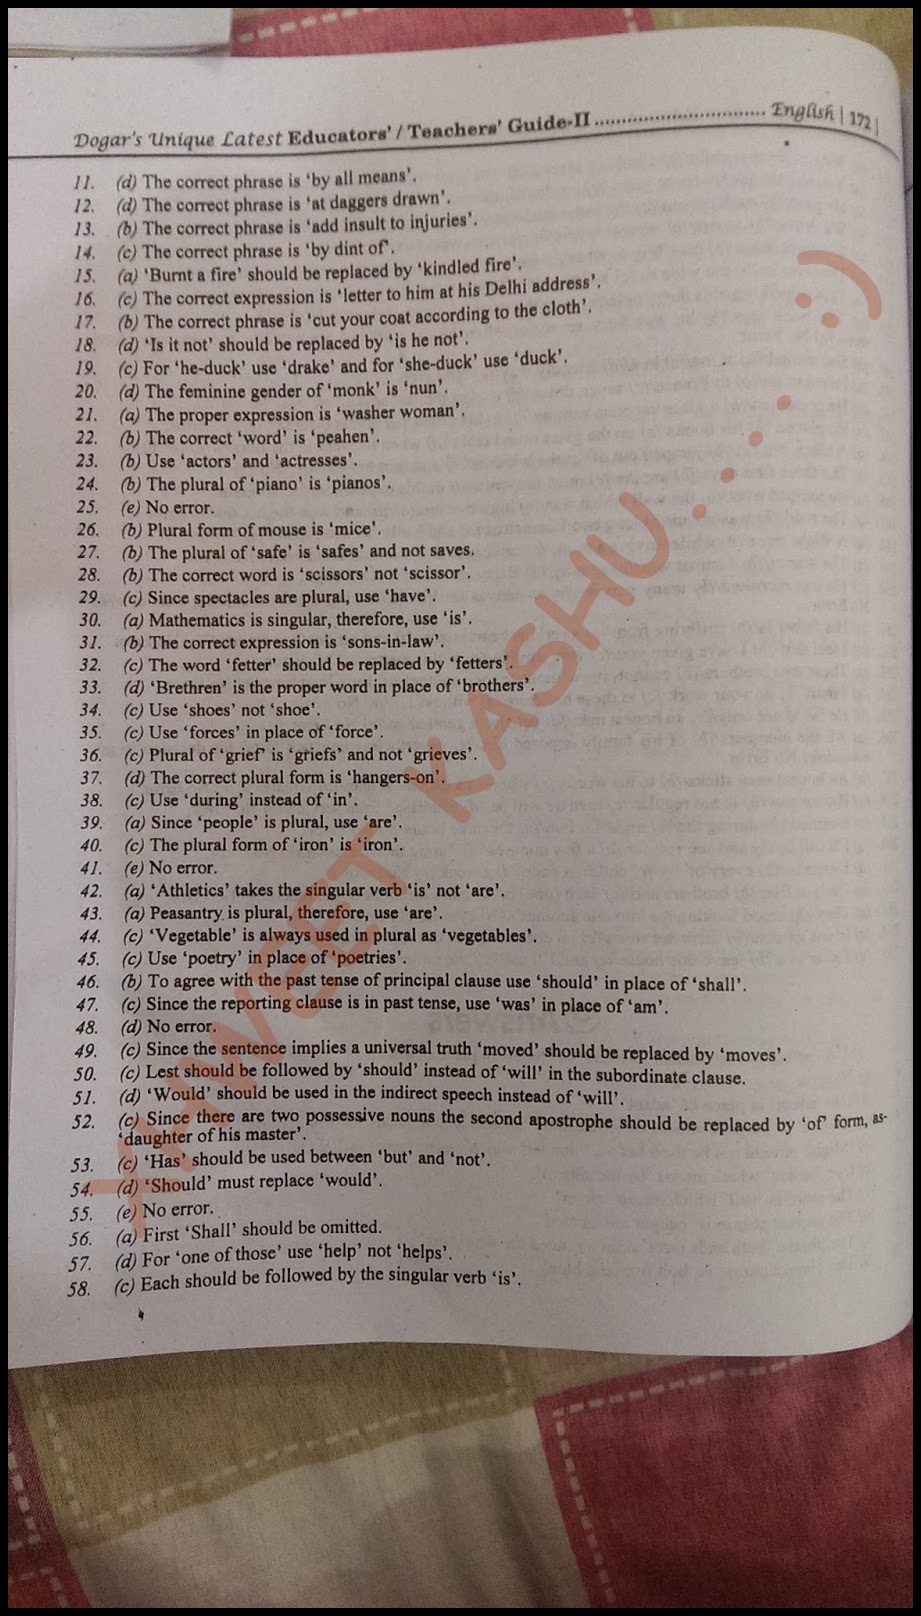 Dogar's Unique Latest Educators' / Teachers' Guide-II ................................ English | 172 |
11. (d) The correct phrase is 'by all means'.
12. (d) The correct phrase is 'at daggers drawn'.
13. (b) The correct phrase is 'add insult to injuries'.
14. (c) The correct phrase is 'by dint of'.
15. (a) 'Burnt a fire' should be replaced by 'kindled fire'.
16. (c) The correct expression is 'letter to him at his Delhi address'.
17. (b) The correct phrase is 'cut your coat according to the cloth'.
18. (d) 'Is it not' should be replaced by 'is he not'.
19. (c) For 'he-duck' use 'drake' and for 'she-duck' use 'duck'.
20. (d) The feminine gender of 'monk' is 'nun'.
21. (a) The proper expression is 'washer woman'.
22. (b) The correct 'word' is 'peahen'.
23. (b) Use 'actors' and 'actresses'.
24. (b) The plural of 'piano' is 'pianos'.
25. (e) No error.
26. (b) Plural form of mouse is 'mice'.
27. (b) The plural of 'safe' is 'safes' and not saves.
28. (b) The correct word is 'scissors' not 'scissor'.
29. (c) Since spectacles are plural, use 'have'.
30. (a) Mathematics is singular, therefore, use 'is'.
31. (b) The correct expression is 'sons-in-law'.
32. (c) The word 'fetter' should be replaced by 'fetters'.
33. (d) 'Brethren' is the proper word in place of 'brothers'.
34. (c) Use 'shoes' not 'shoe'.
35. (c) Use 'forces' in place of 'force'.
36. (c) Plural of 'grief' is 'griefs' and not 'grieves'.
37. (d) The correct plural form is 'hangers-on'.
38. (c) Use 'during' instead of 'in'.
39. (a) Since 'people' is plural, use 'are'.
40. (c) The plural form of 'iron' is 'iron'.
41. (e) No error.
42. (a) 'Athletics' takes the singular verb 'is' not 'are'.
43. (a) Peasantry is plural, therefore, use 'are'.
44. (c) 'Vegetable' is always used in plural as 'vegetables'.
45. (c) Use 'poetry' in place of 'poetries'.
46. (b) To agree with the past tense of principal clause use 'should' in place of 'shall'.
47. (c) Since the reporting clause is in past tense, use 'was' in place of 'am'.
48. (d) No error.
49. (c) Since the sentence implies a universal truth 'moved' should be replaced by 'moves'.
50. (c) Lest should be followed by 'should' instead of 'will' in the subordinate clause.
51. (d) 'Would' should be used in the indirect speech instead of 'will'.
52. (c) Since there are two possessive nouns the second apostrophe should be replaced by 'of' form, as-
'daughter of his master'.
53. (c) 'Has' should be used between 'but' and 'not'.
54. (d) 'Should' must replace 'would'.
55. (e) No error.
56. (a) First 'Shall' should be omitted.
57. (d) For 'one of those' use 'help' not 'helps'.
58. (c) Each should be followed by the singular verb 'is'.
KASHU.... :)